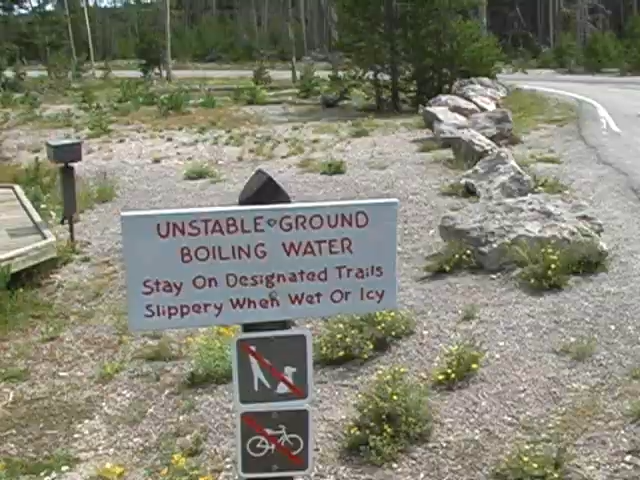 UNSTABLE GROUND
BOILING WATER
Stay On Designated Trails
Slippery When Wet Or Icy